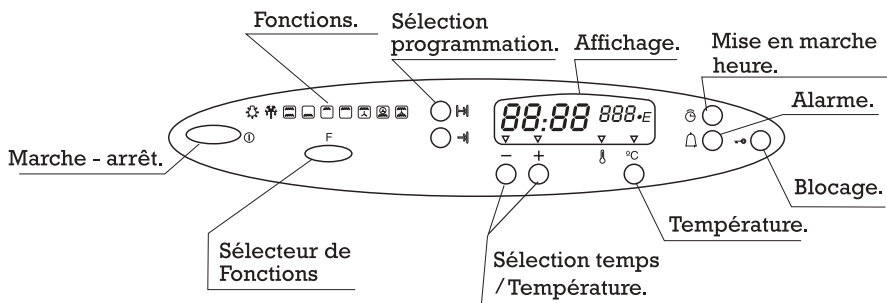 Fonctions.
Sélection
programmation.
Affichage.
Mise en marche
heure.
Alarme.
Marche - arrêt.
F
88:88 888•E
− +
ºC
Blocage.
Température.
Sélecteur de
Fonctions
Sélection temps
/Température.